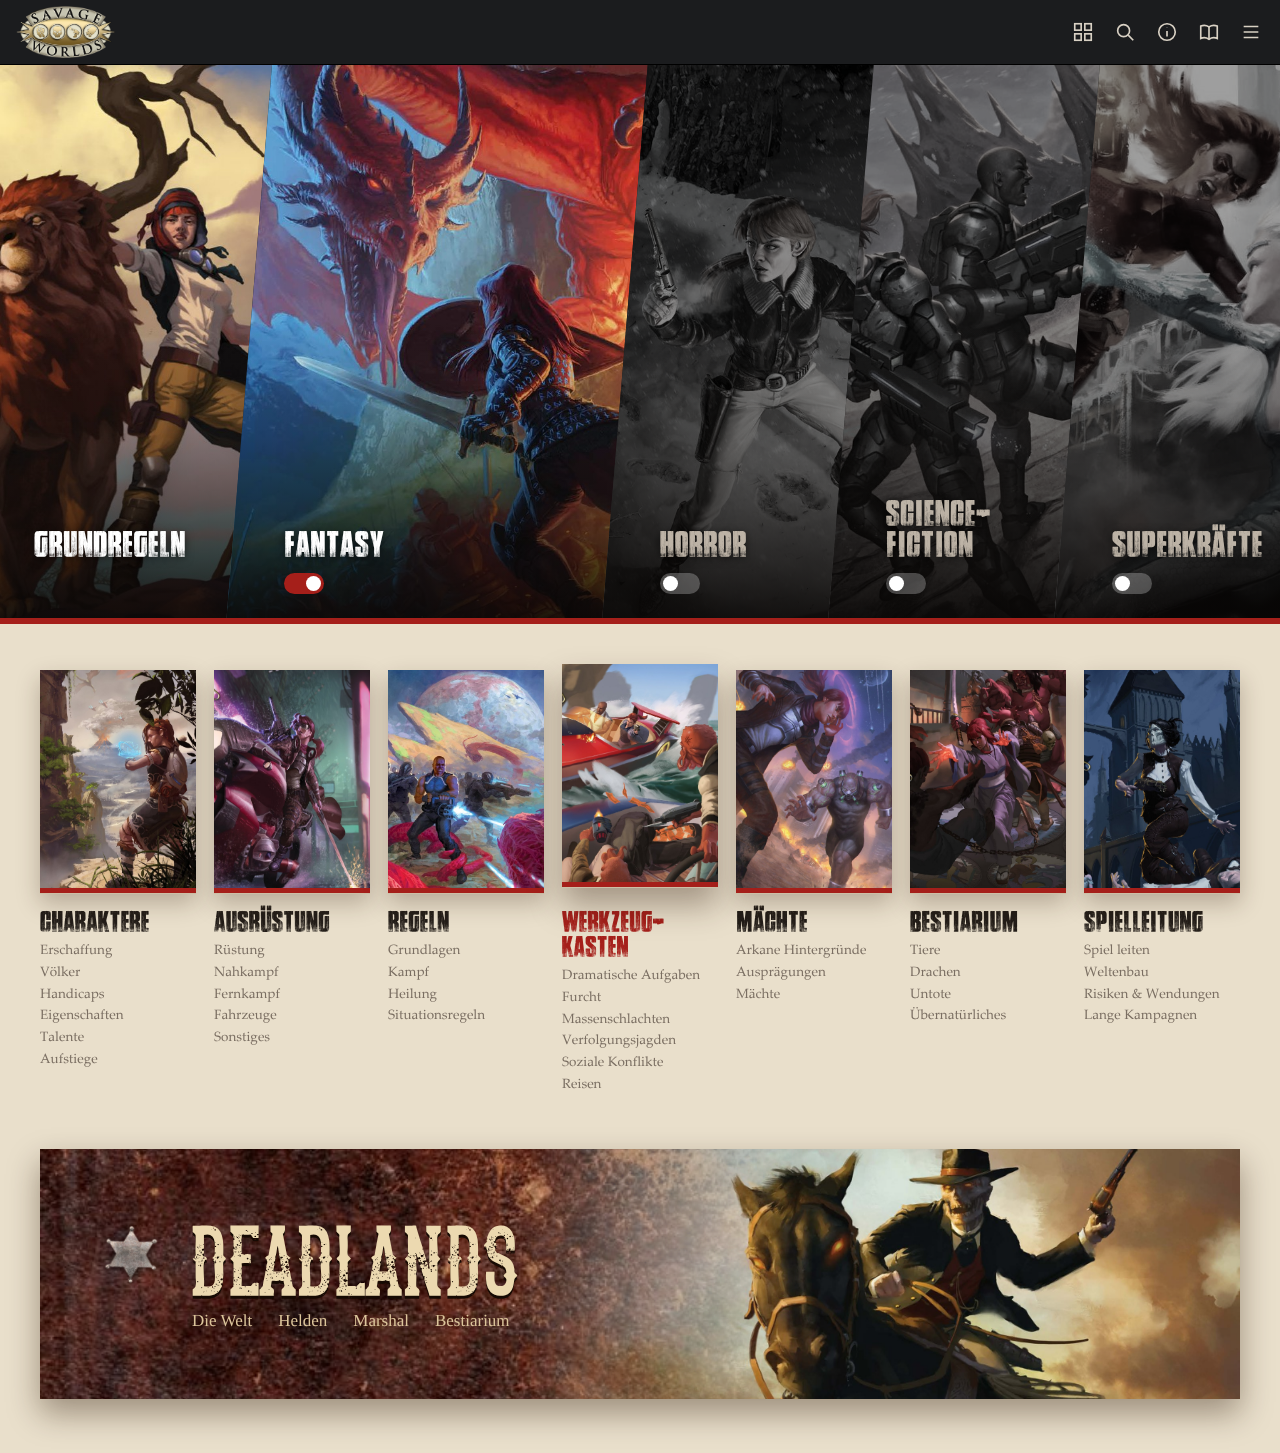 SAVAGE
WORLDS
GRUNDREGELN
FANTASY
HORROR
SCIENCE-
FICTION
SUPERKRÄFTE
CHARAKTERE
Erschaffung
Völker
Handicaps
Eigenschaften
Talente
Aufstiege
AUSRÜSTUNG
Rüstung
Nahkampf
Fernkampf
Fahrzeuge
Sonstiges
REGELN
Grundlagen
Kampf
Heilung
Situationsregeln
WERKZEUG-
KASTEN
Dramatische Aufgaben
Furcht
Massenschlachten
Verfolgungsjagden
Soziale Konflikte
Reisen
MÄCHTE
Arkane Hintergründe
Ausprägungen
Mächte
BESTIARIUM
Tiere
Drachen
Untote
Übernatürliches
SPIELLEITUNG
Spiel leiten
Weltenbau
Risiken & Wendungen
Lange Kampagnen
DEADLANDS
Die Welt Helden Marshal Bestiarium